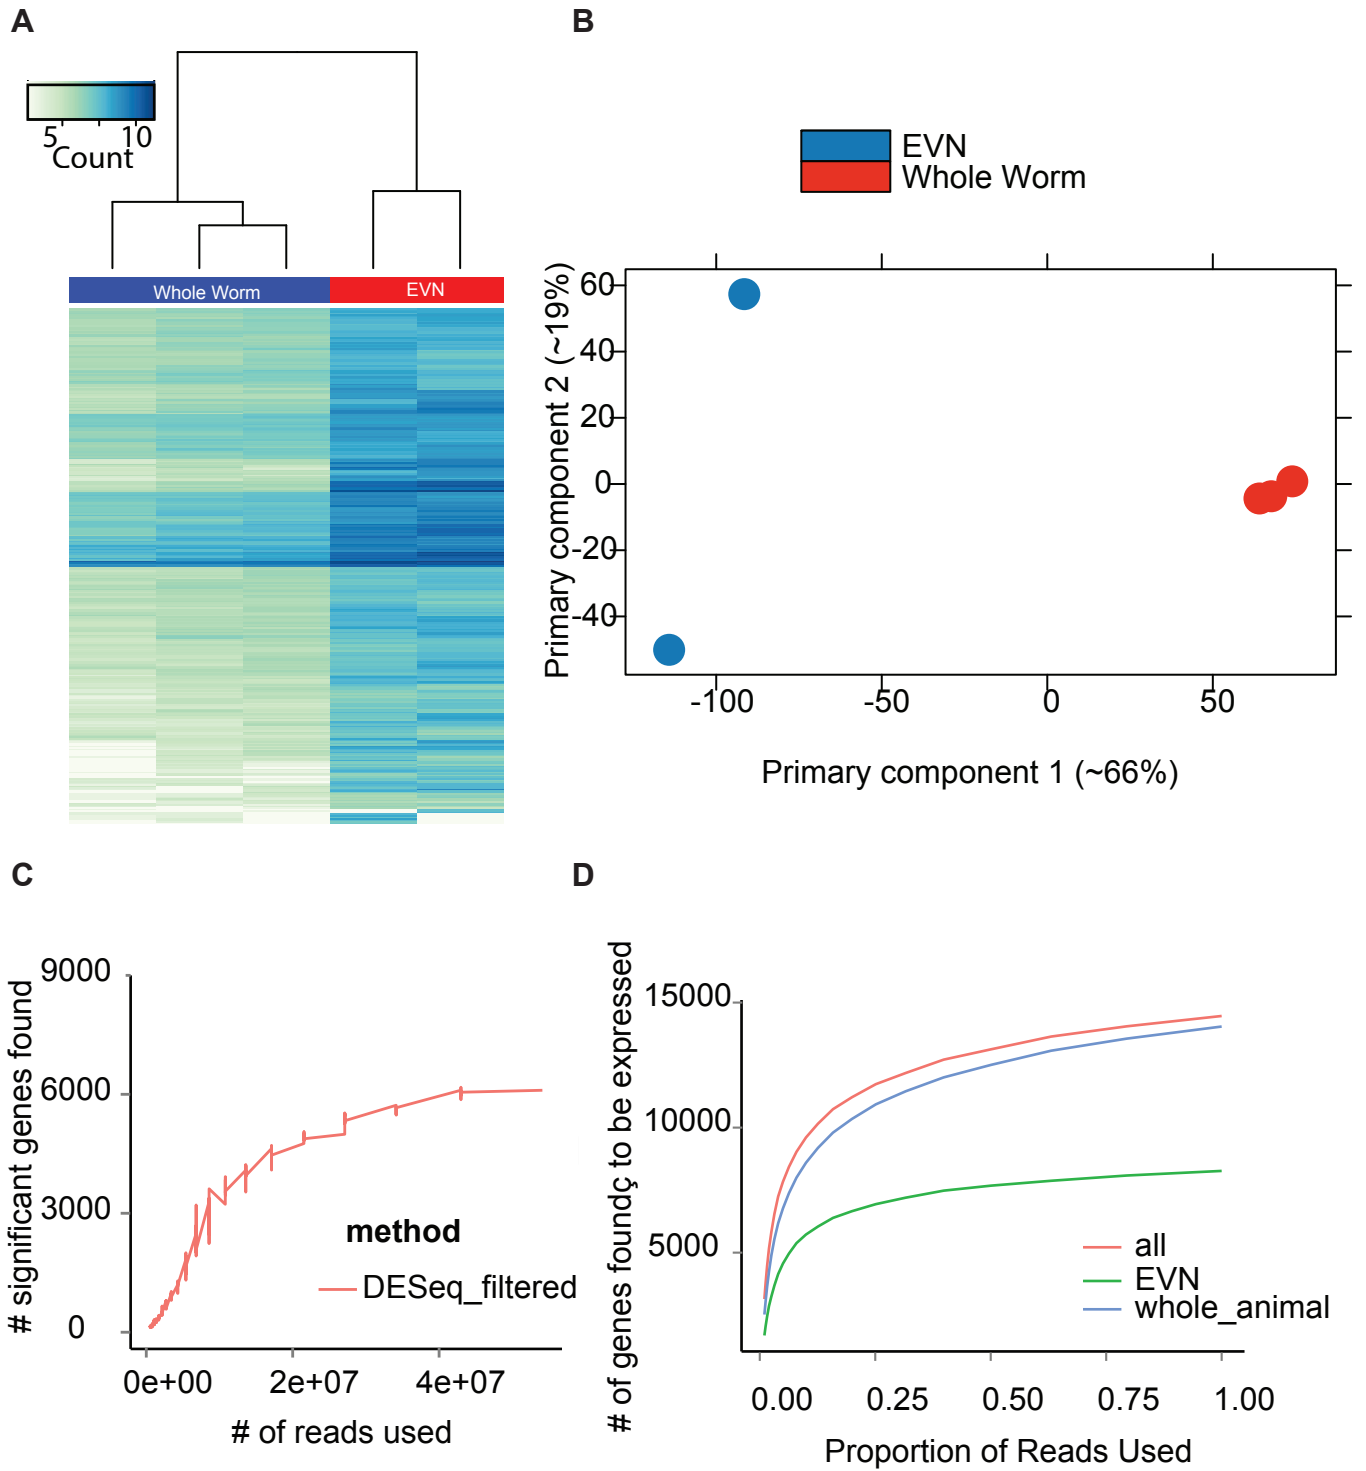 A
5 10
Count
Whole Worm EVN
B
EVN
Whole Worm
Primary component 2 (~19%)
60
40
20
0
-20
-40
-100 -50 0 50
Primary component 1 (~66%)
C
# significant genes found
9000
6000
3000
0
method
DESeq_filtered
0e+00 2e+07 4e+07
# of reads used
D
# of genes foundç to be expressed
15000
10000
5000
all
EVN
whole_animal
0.00 0.25 0.50 0.75 1.00
Proportion of Reads Used